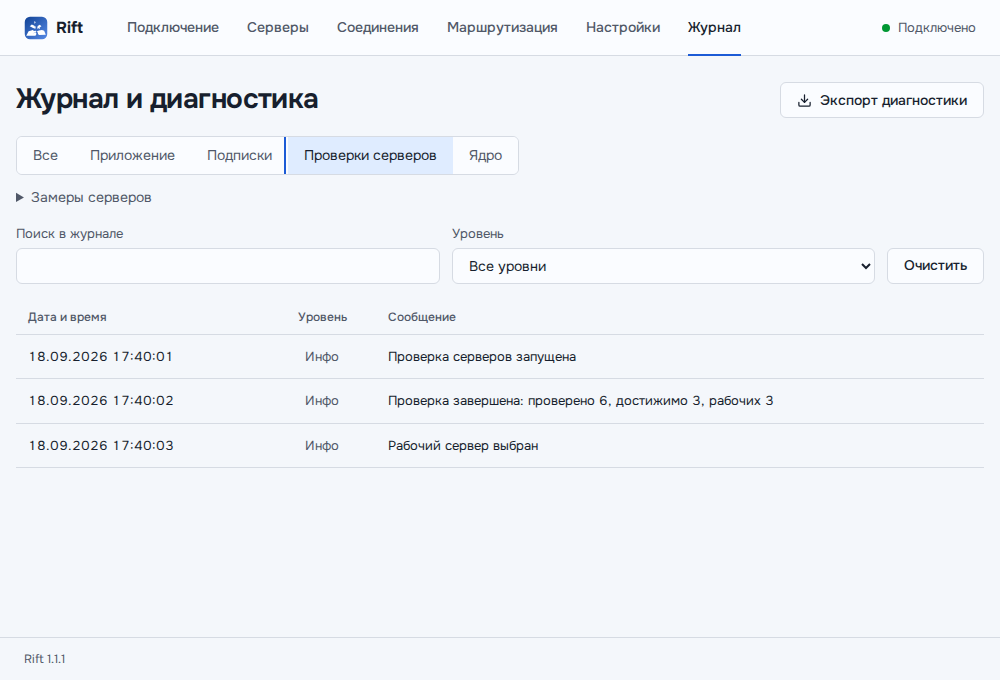 Rift Подключение Серверы Соединения Маршрутизация Настройки Журнал Подключено
Журнал и диагностика Экспорт диагностики
Все Приложение Подписки Проверки серверов Ядро
Замеры серверов
Поиск в журнале Уровень
Все уровни Очистить
Дата и время Уровень Сообщение
18.09.2026 17:40:01 Инфо Проверка серверов запущена
18.09.2026 17:40:02 Инфо Проверка завершена: проверено 6, достижимо 3, рабочих 3
18.09.2026 17:40:03 Инфо Рабочий сервер выбран
Rift 1.1.1